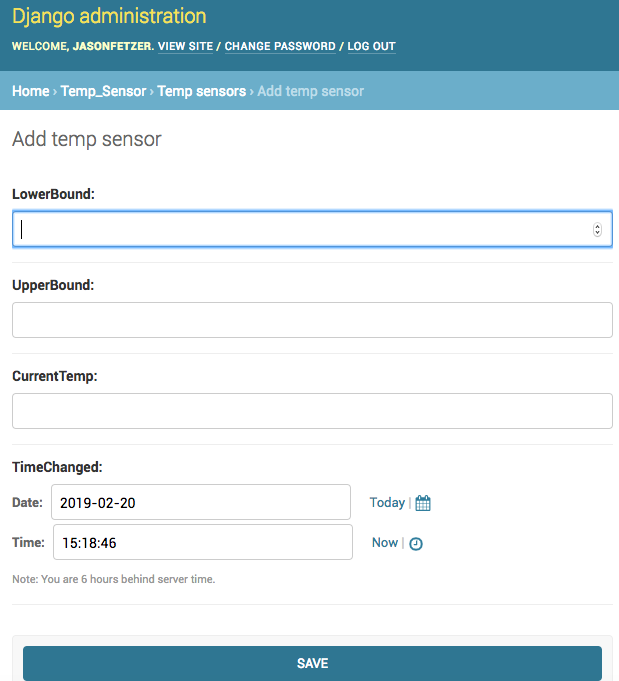 Django administration
WELCOME, JASONFETZER. VIEW SITE / CHANGE PASSWORD / LOG OUT
Home › Temp_Sensor › Temp sensors › Add temp sensor
Add temp sensor
LowerBound:
UpperBound:
CurrentTemp:
TimeChanged:
Date: 2019-02-20 Today |
Time: 15:18:46 Now |
Note: You are 6 hours behind server time.
SAVE